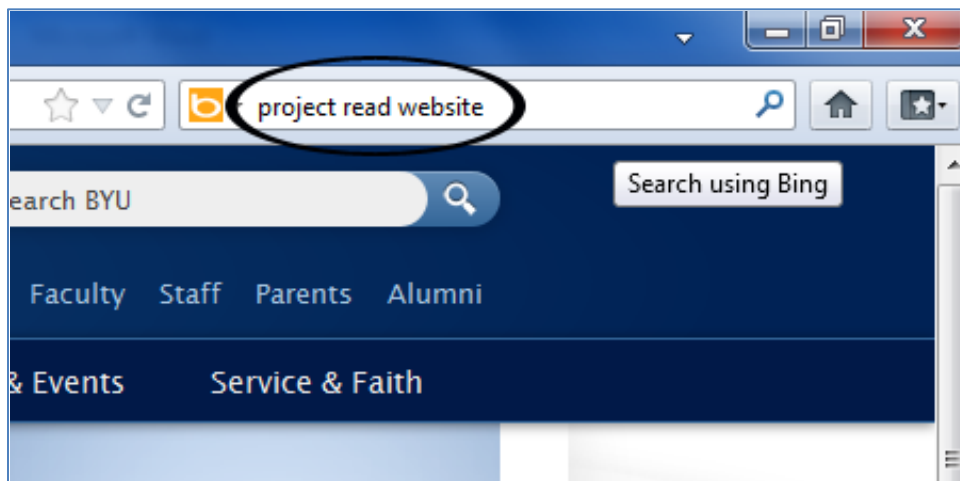 project read website
Search using Bing
earch BYU
Faculty Staff Parents Alumni
& Events Service & Faith